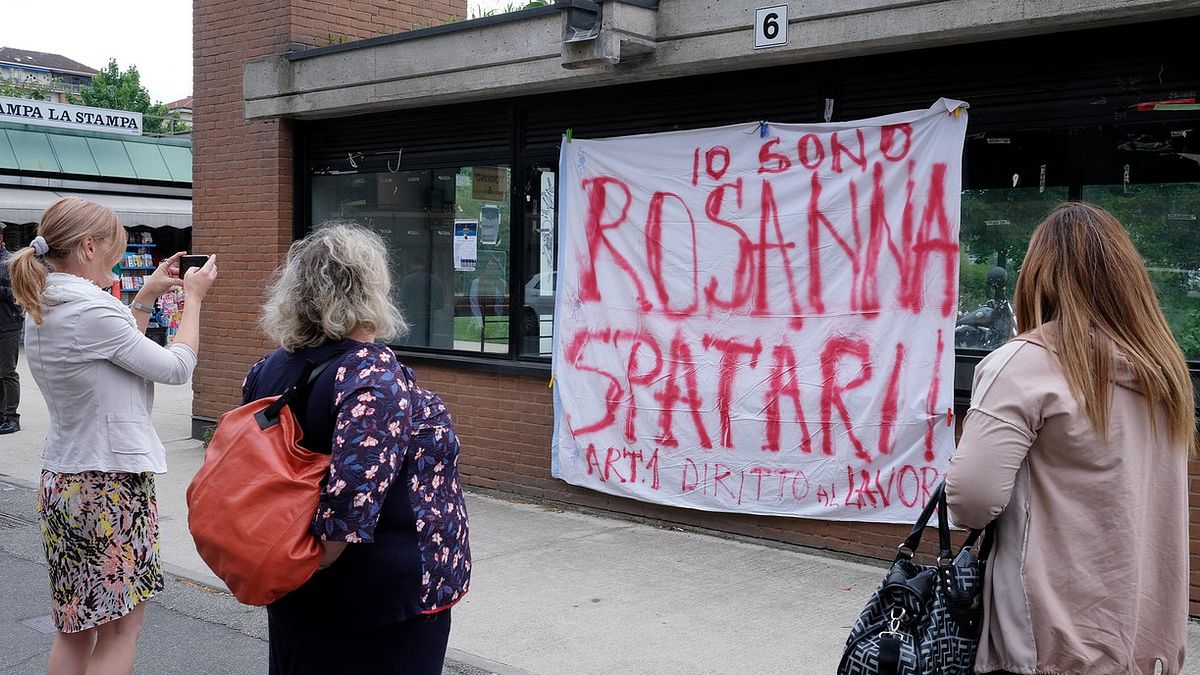 AMPA LA STAMPA
6
IO SONO
ROSANNA
SPATARI!
ART.1 DIRITTO AL LAVORO